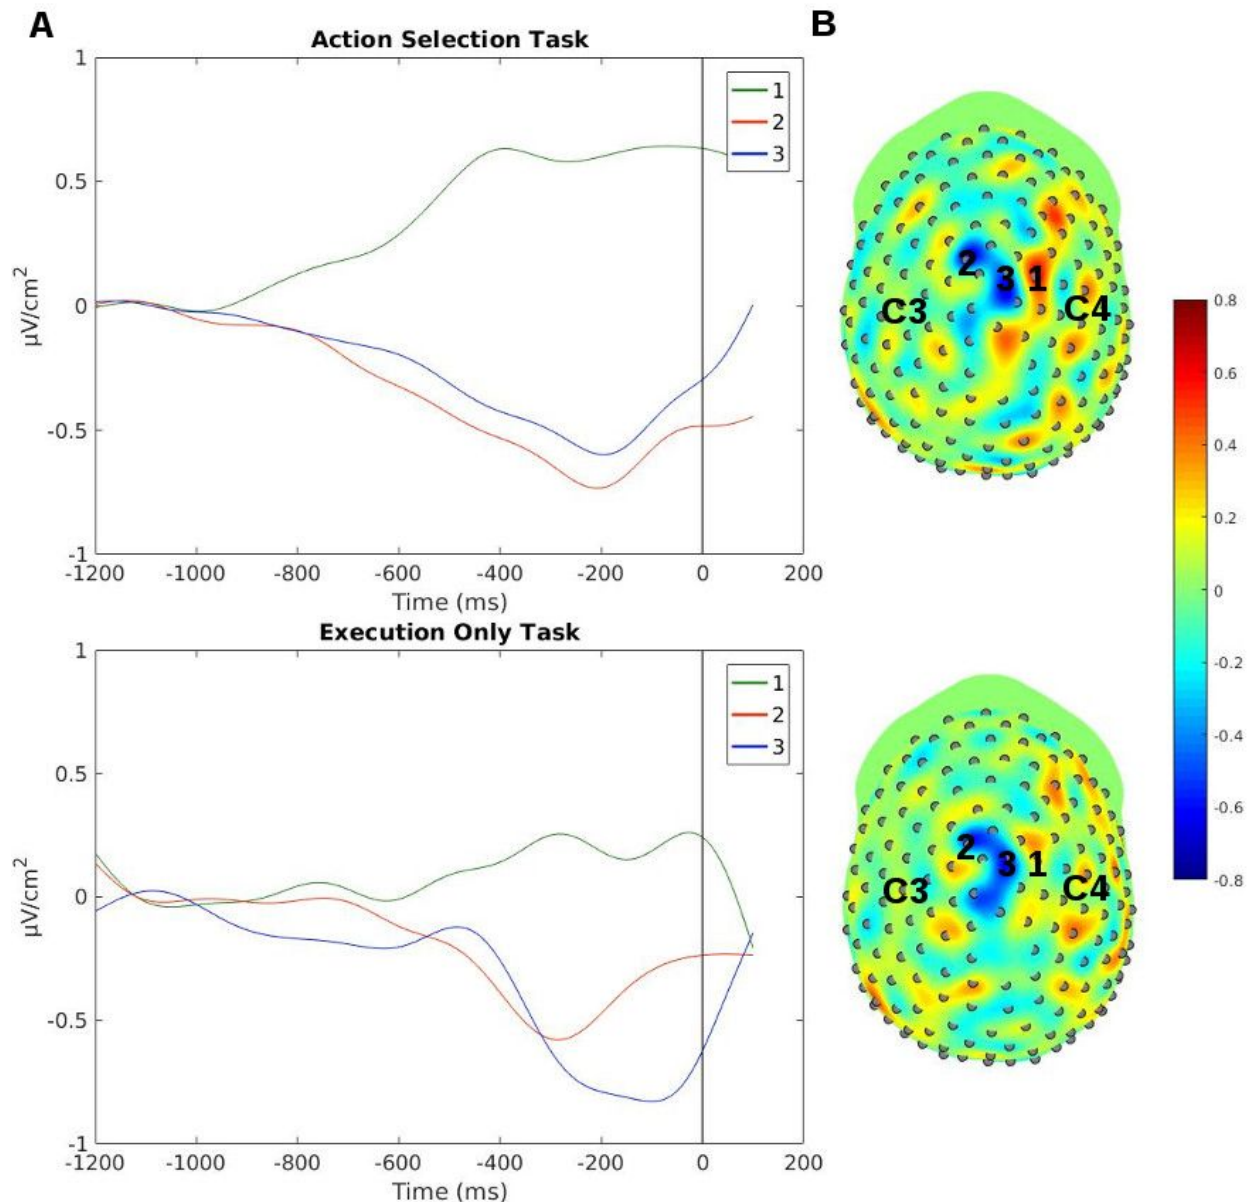 A
B
Action Selection Task
1
0.5
0
-0.5
-1
μV/cm²
-1200 -1000 -800 -600 -400 -200 0 200
Time (ms)
1
2
3
2
3 1
C3 C4
0.8
0.6
0.4
0.2
0
-0.2
-0.4
-0.6
-0.8
Execution Only Task
1
0.5
0
-0.5
-1
μV/cm²
-1200 -1000 -800 -600 -400 -200 0 200
Time (ms)
1
2
3
2
3 1
C3 C4